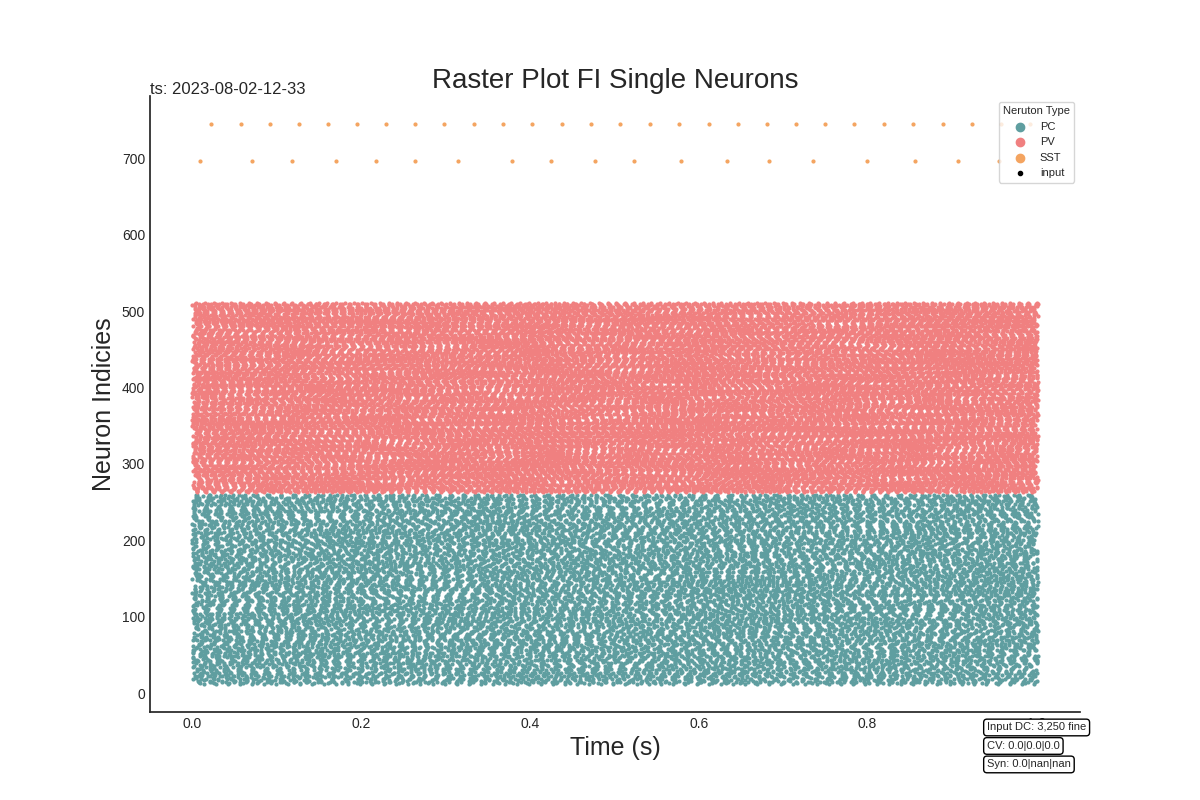 Raster Plot FI Single Neurons
ts: 2023-08-02-12-33
Neruton Type
PC
PV
SST
input
700
600
500
400
300
200
100
0
Neuron Indicies
0.0 0.2 0.4 0.6 0.8
Time (s)
Input DC: 3,250 fine
CV: 0.0|0.0|0.0
Syn: 0.0|nan|nan